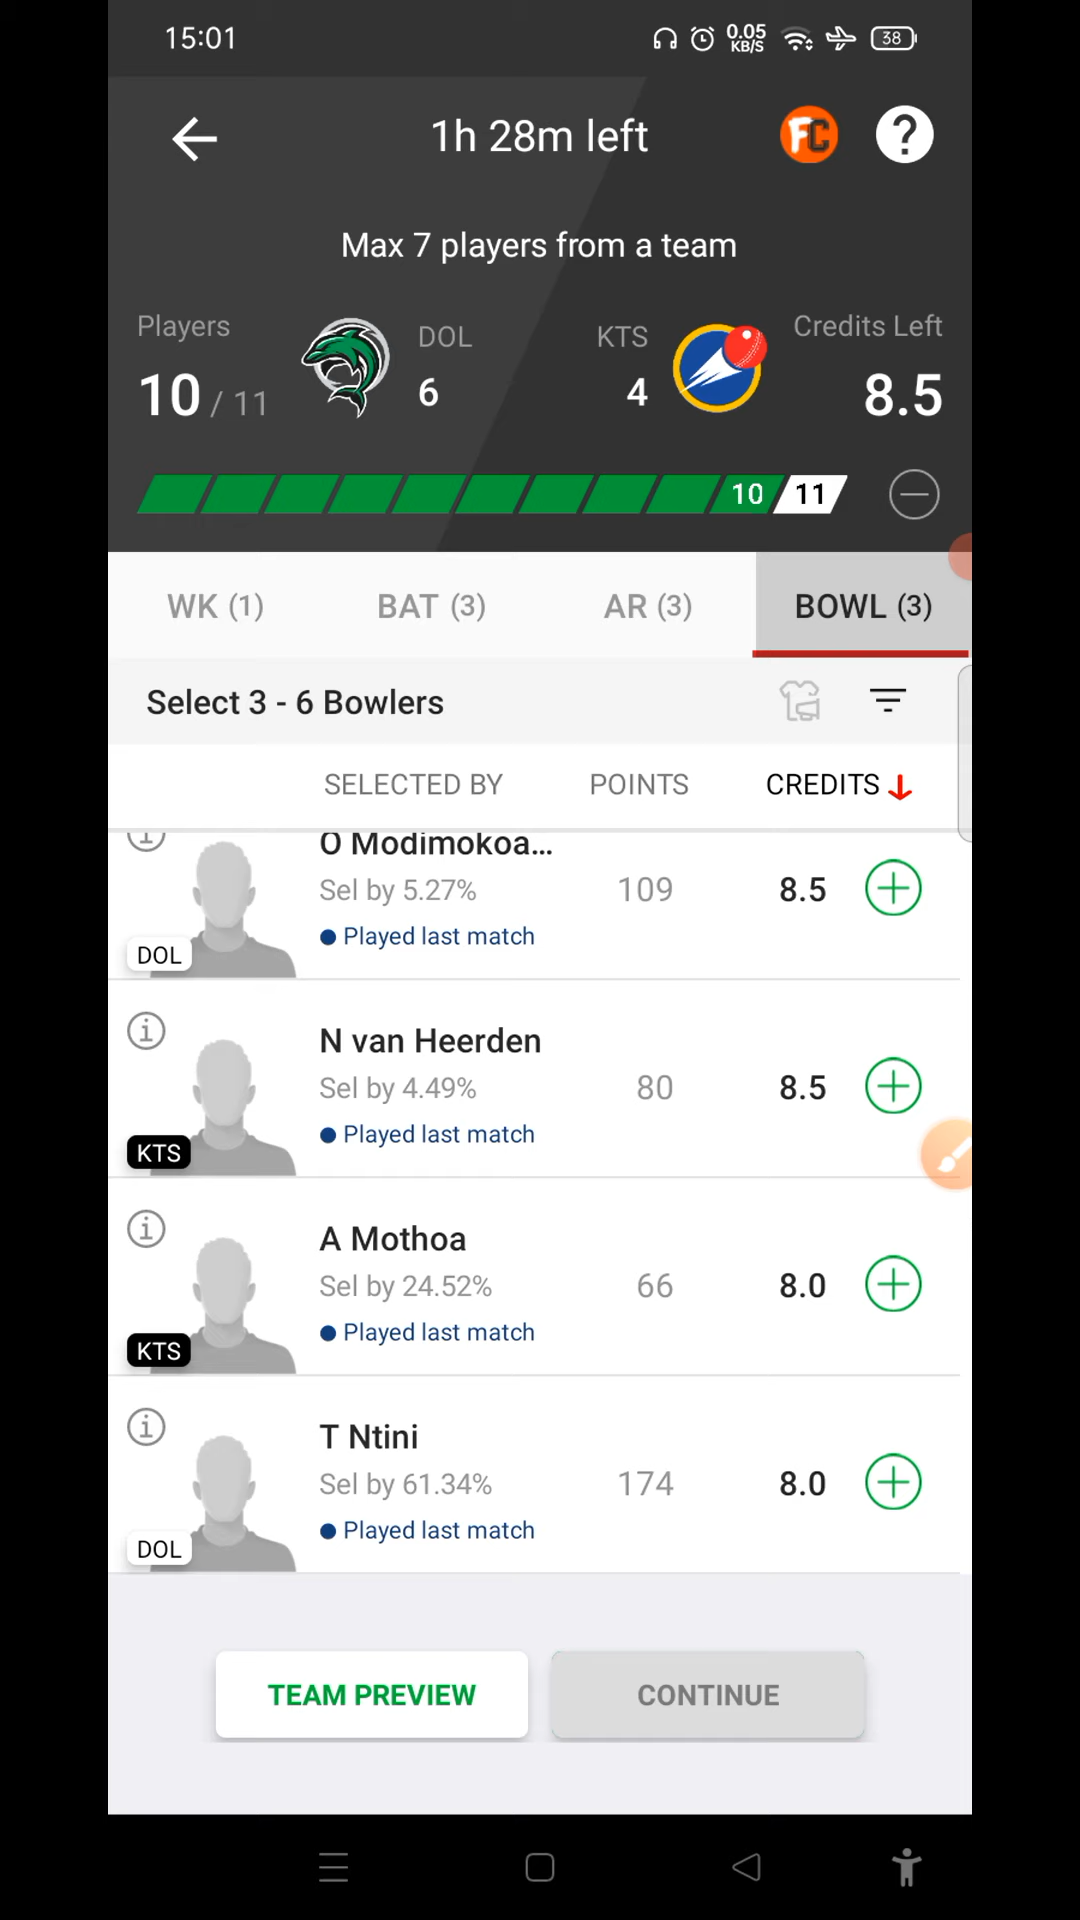 15:01
0.05
KB/S
38
1h 28m left
FC
?
Max 7 players from a team
Players
DOL
KTS
Credits Left
10 / 11
6
4
8.5
10
11
WK (1)
BAT (3)
AR (3)
BOWL (3)
Select 3 - 6 Bowlers
SELECTED BY
POINTS
CREDITS
O Modimokoa...
Sel by 5.27%
109
8.5
Played last match
DOL
N van Heerden
Sel by 4.49%
80
8.5
Played last match
KTS
A Mothoa
Sel by 24.52%
66
8.0
Played last match
KTS
T Ntini
Sel by 61.34%
174
8.0
Played last match
DOL
TEAM PREVIEW
CONTINUE